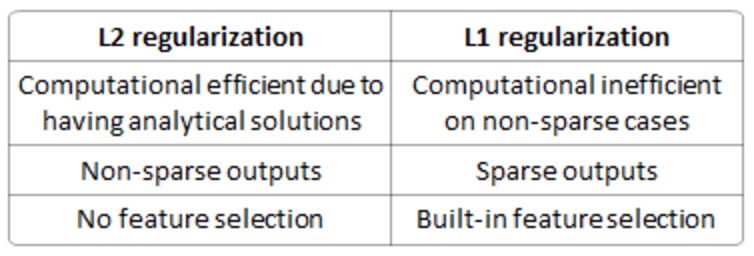 L2 regularization
L1 regularization
Computational efficient due to
having analytical solutions
Computational inefficient
on non-sparse cases
Non-sparse outputs
Sparse outputs
No feature selection
Built-in feature selection